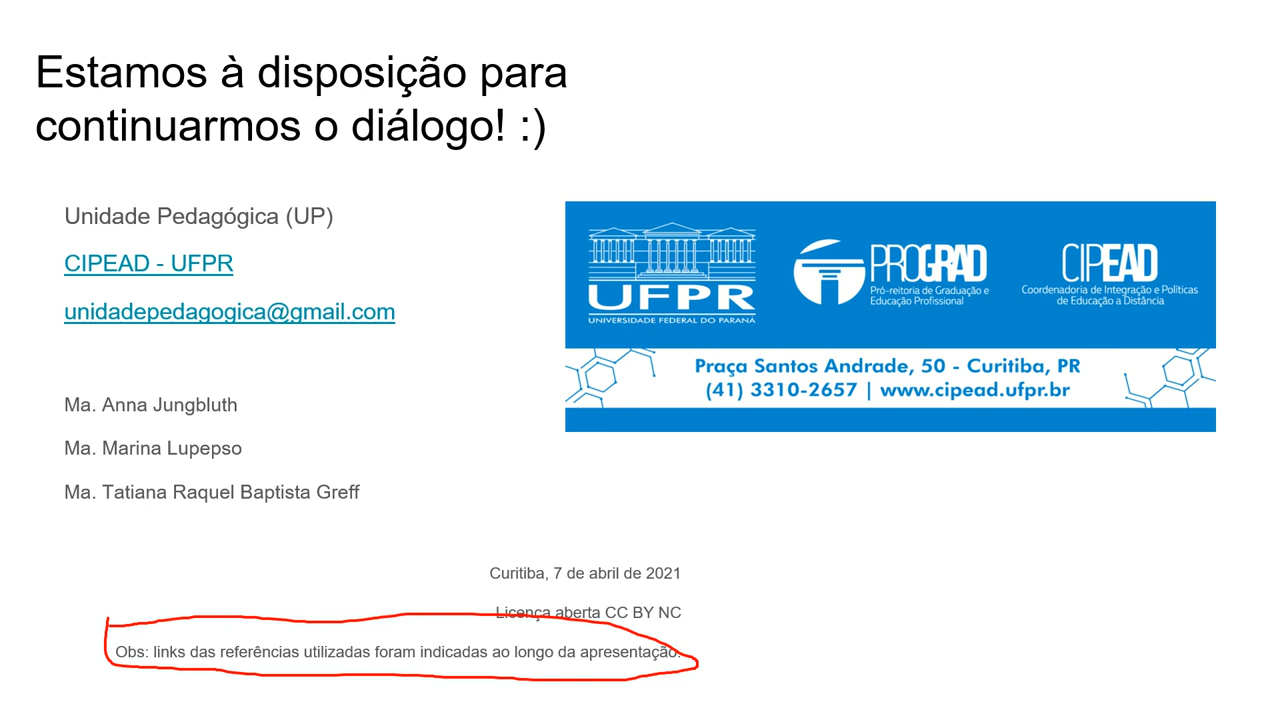 Estamos à disposição para
continuarmos o diálogo! :)
Unidade Pedagógica (UP)
CIPEAD - UFPR
unidadepedagogica@gmail.com
Ma. Anna Jungbluth
Ma. Marina Lupepso
Ma. Tatiana Raquel Baptista Greff
UFPR
UNIVERSIDADE FEDERAL DO PARANÁ
PROGRAD
Pró-reitoria de Graduação e
Educação Profissional
CIPEAD
Coordenadoria de Integração e Políticas
de Educação a Distância
Praça Santos Andrade, 50 - Curitiba, PR
(41) 3310-2657 | www.cipead.ufpr.br
Curitiba, 7 de abril de 2021
Licença aberta CC BY NC
Obs: links das referências utilizadas foram indicadas ao longo da apresentação.